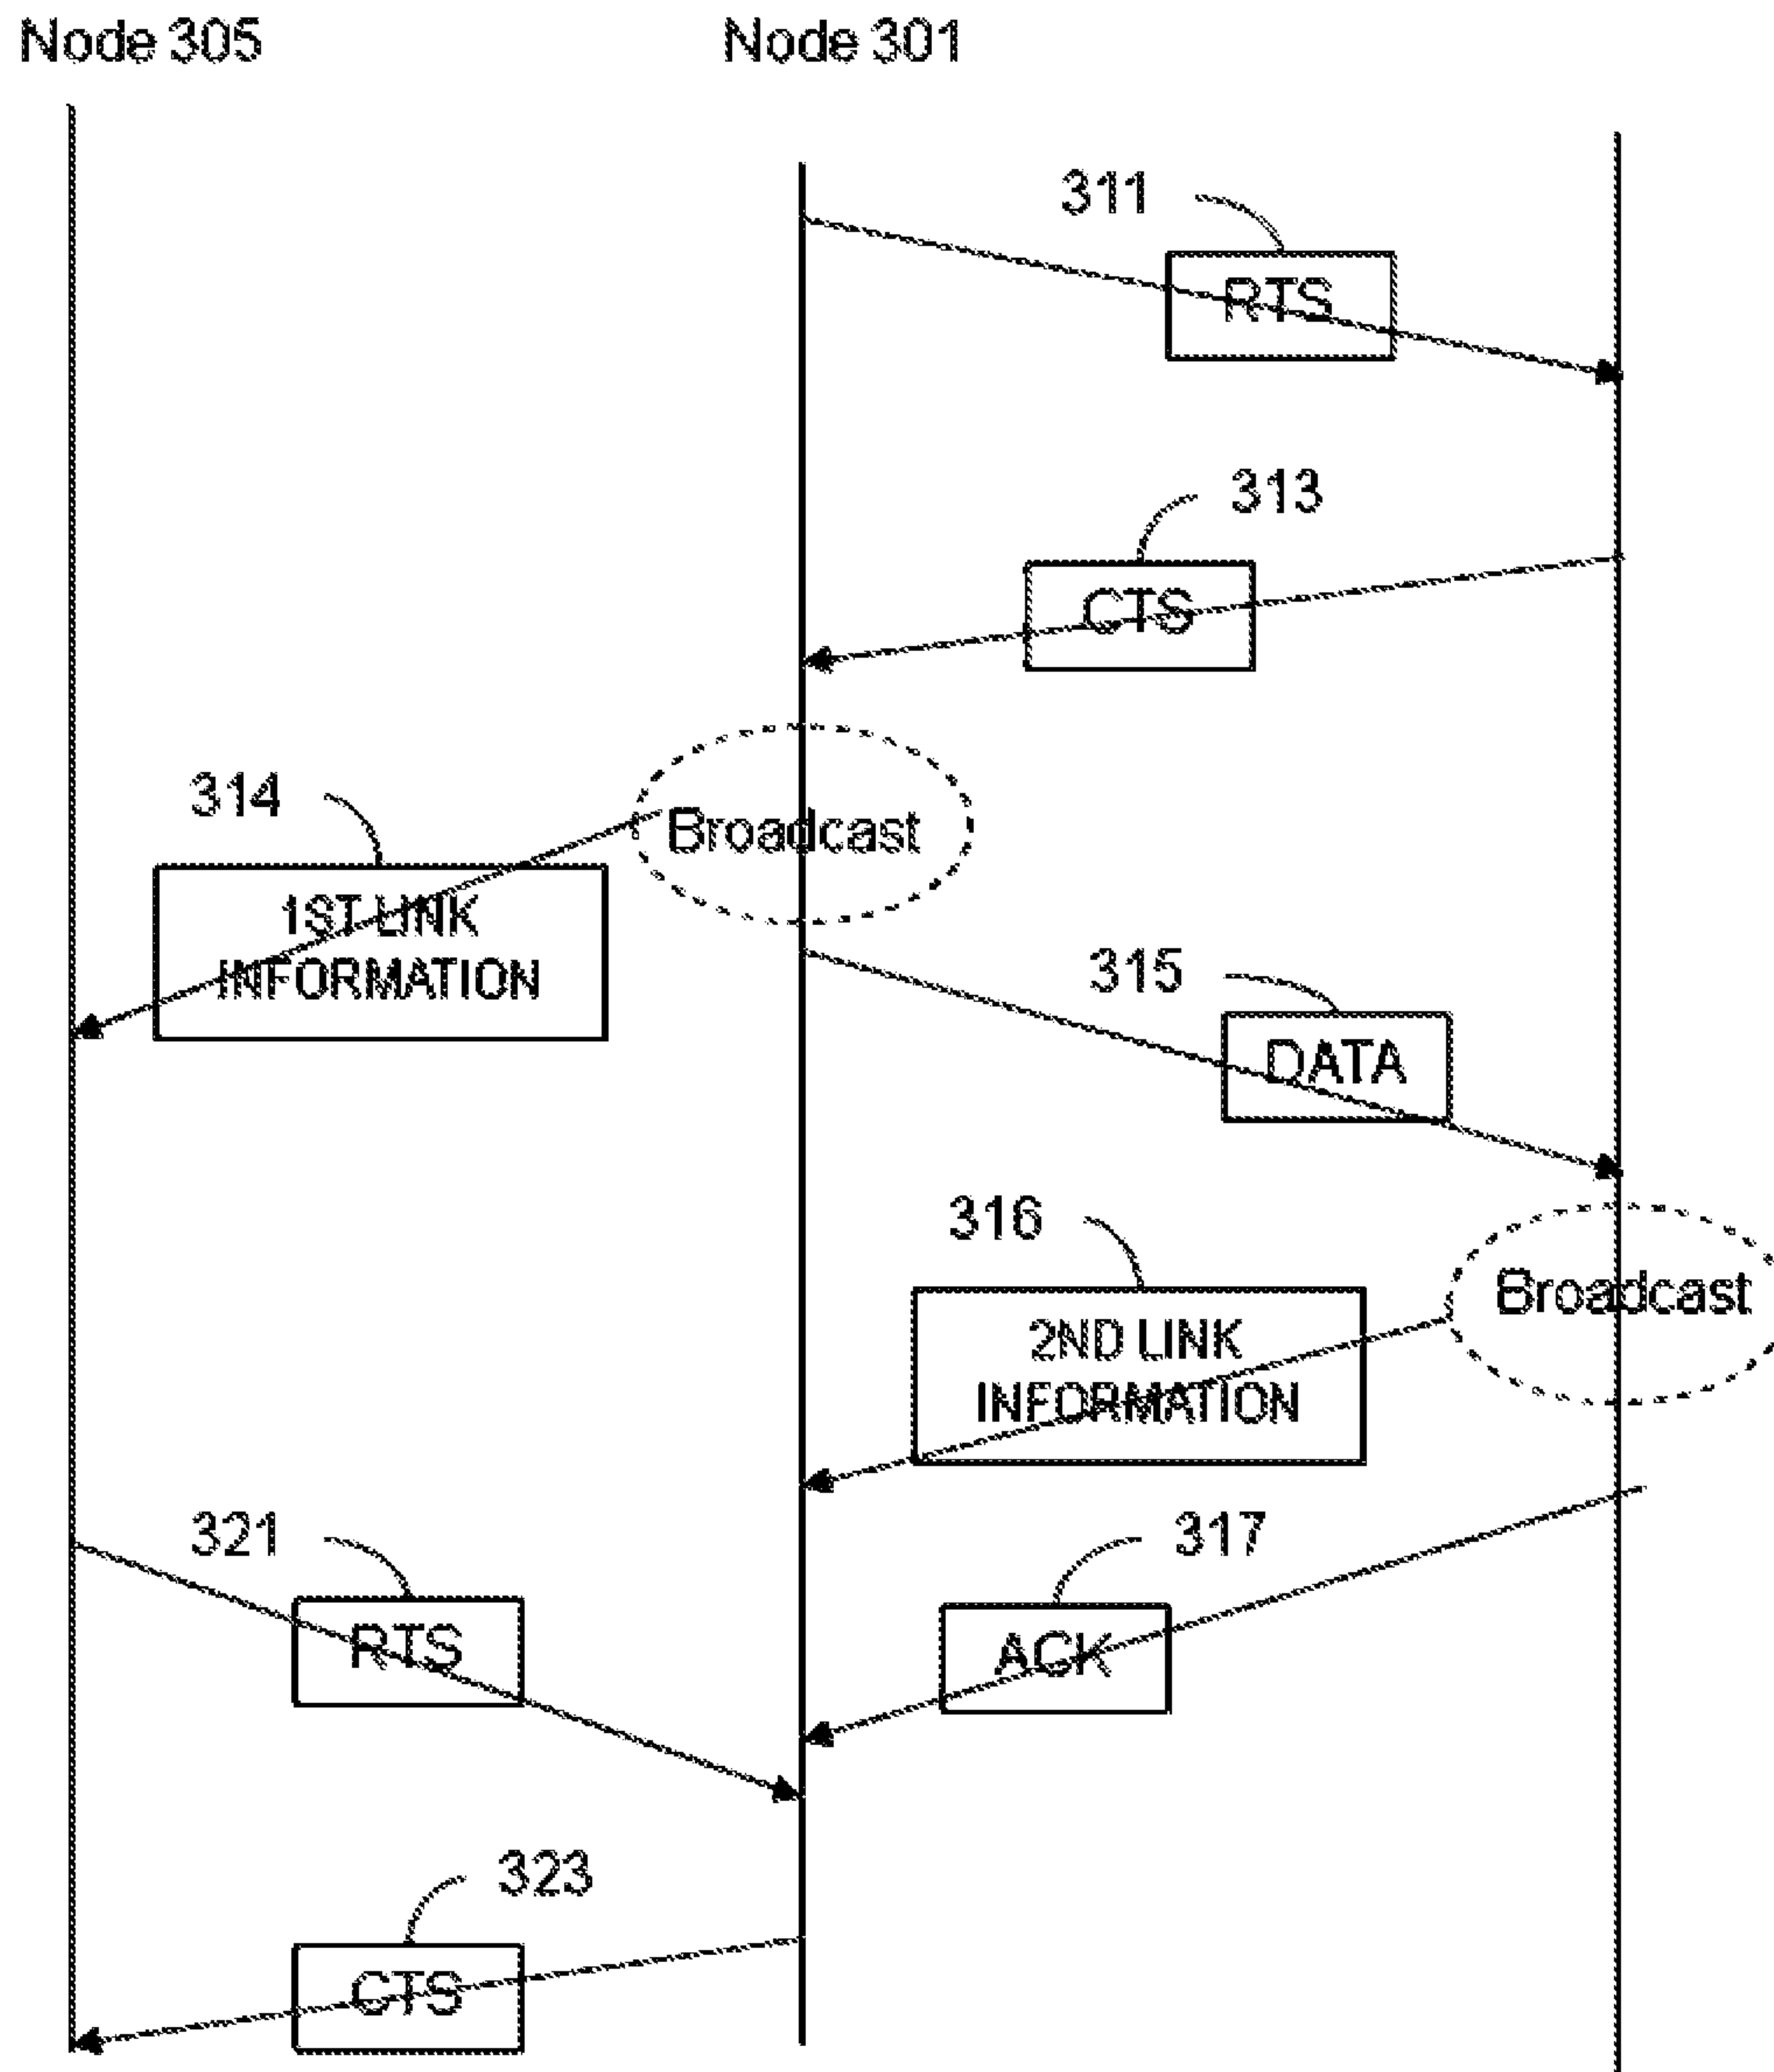 Node 305
Node 301
311
RTS
313
CTS
314
Broadcast
1ST LINK
INFORMATION
315
DATA
316
Broadcast
2ND LINK
INFORMATION
321
317
RTS
ACK
323
CTS